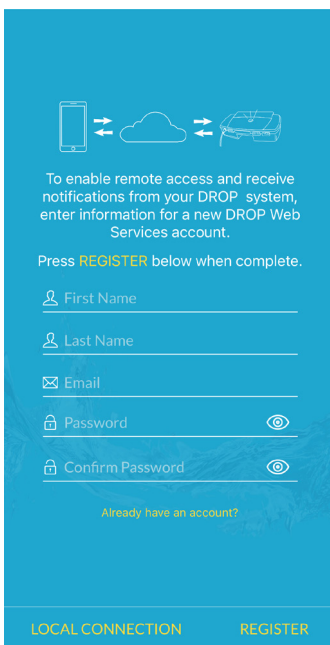 To enable remote access and receive
notifications from your DROP system,
enter information for a new DROP Web
Services account.
Press REGISTER below when complete.
First Name
Last Name
Email
Password
Confirm Password
Already have an account?
LOCAL CONNECTION REGISTER